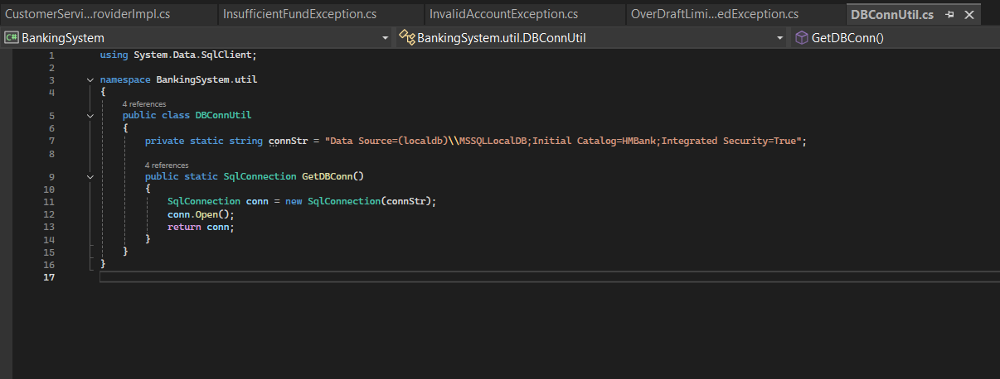 CustomerServi...roviderImpl.cs InsufficientFundException.cs InvalidAccountException.cs OverDraftLimi...edException.cs DBConnUtil.cs
C# BankingSystem BankingSystem.util.DBConnUtil GetDBConn()
1 using System.Data.SqlClient;
2
3 namespace BankingSystem.util
4 {
4 references
5 public class DBConnUtil
6 {
7 private static string connStr = "Data Source=(localdb)\\MSSQLLocalDB;Initial Catalog=HMBank;Integrated Security=True";
8
4 references
9 public static SqlConnection GetDBConn()
10 {
11 SqlConnection conn = new SqlConnection(connStr);
12 conn.Open();
13 return conn;
14 }
15 }
16 }
17